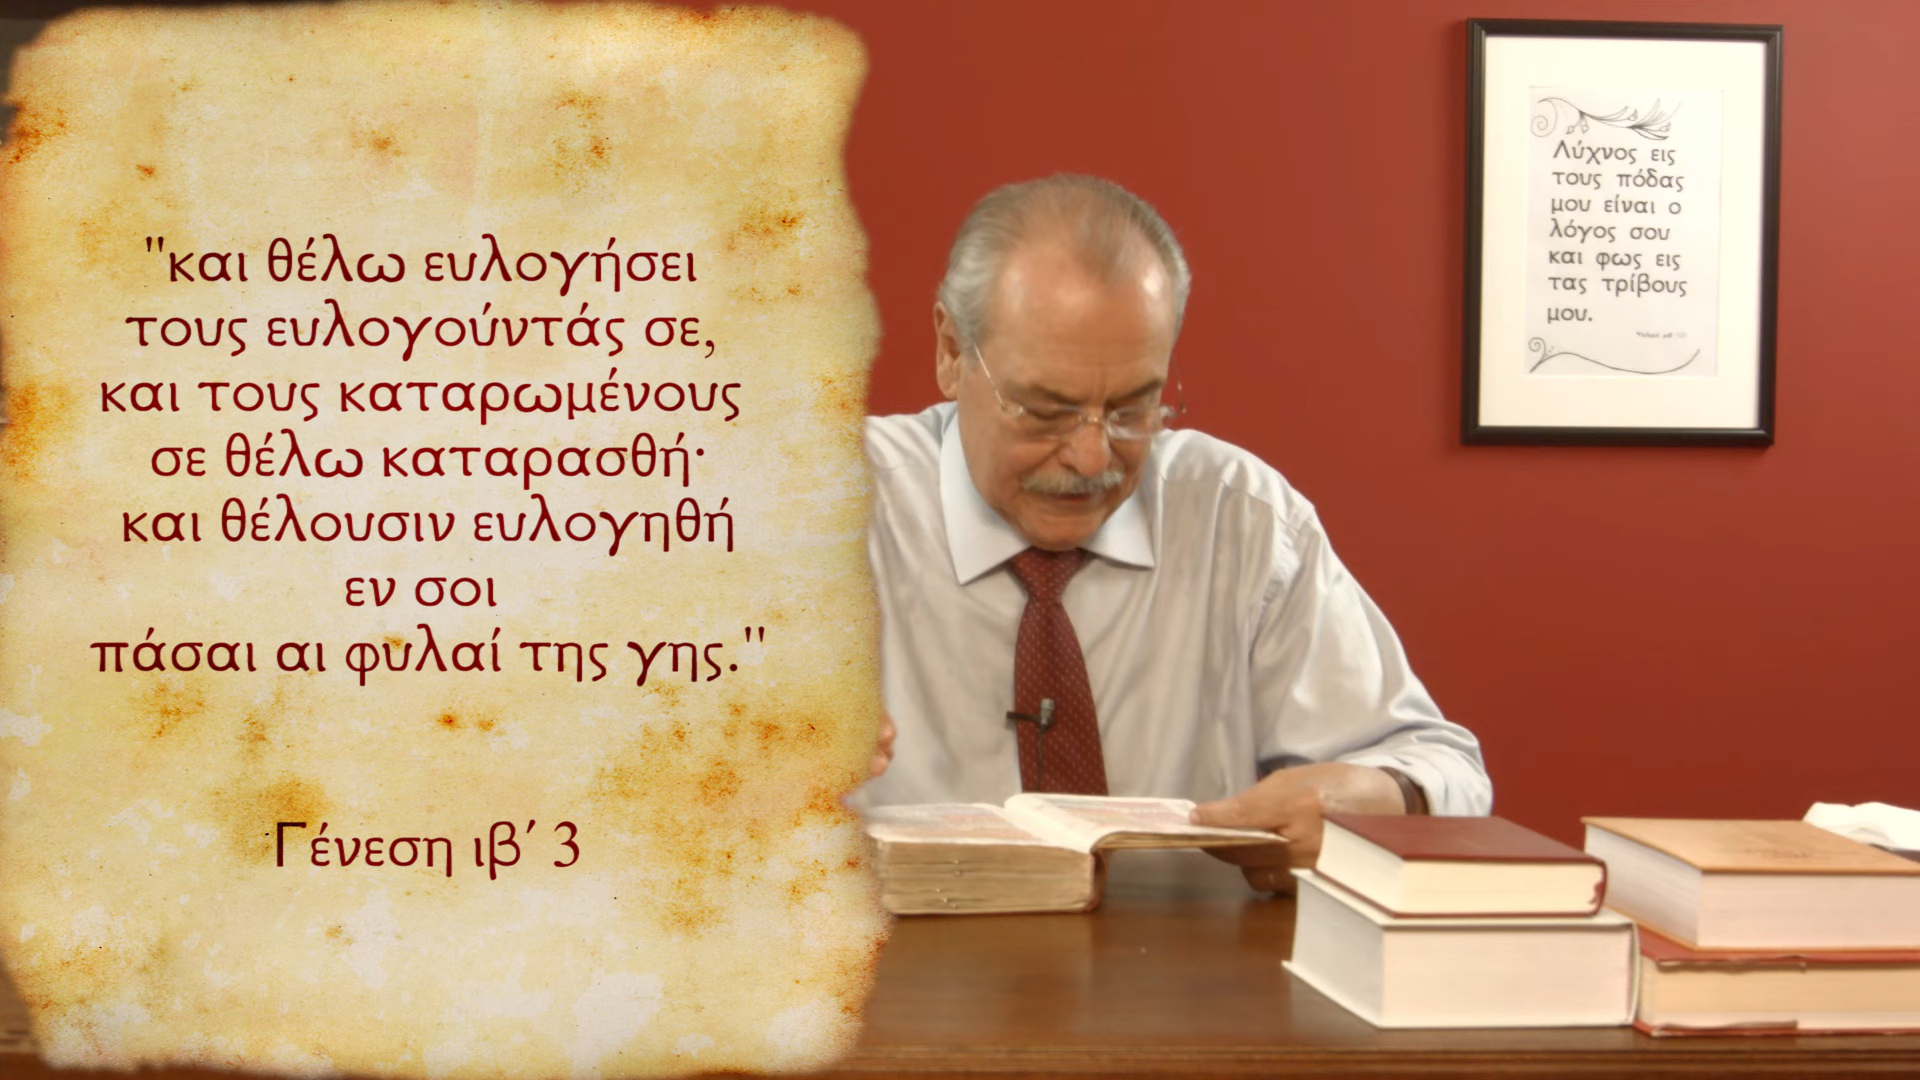 "και θέλω ευλογήσει
τους ευλογούντάς σε,
και τους καταρωμένους
σε θέλω καταρασθή·
και θέλουσιν ευλογηθή
εν σοι
πάσαι αι φυλαί της γης."
Γένεση ιβ΄ 3
Λύχνος εις
τους πόδας
μου είναι ο
λόγος σου
και φως εις
τας τρίβους
μου.